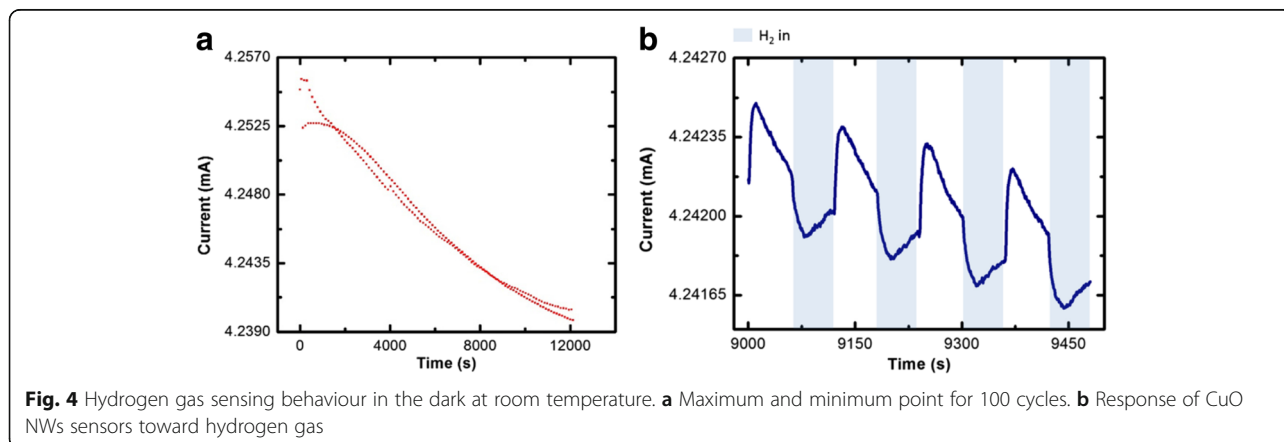 a
4.2570
4.2525
4.2480
4.2435
4.2390
Current (mA)
0
4000
8000
12000
Time (s)
b
H₂ in
4.24270
4.24235
4.24200
4.24165
Current (mA)
9000
9150
9300
9450
Time (s)
Fig. 4 Hydrogen gas sensing behaviour in the dark at room temperature. a Maximum and minimum point for 100 cycles. b Response of CuO
NWs sensors toward hydrogen gas